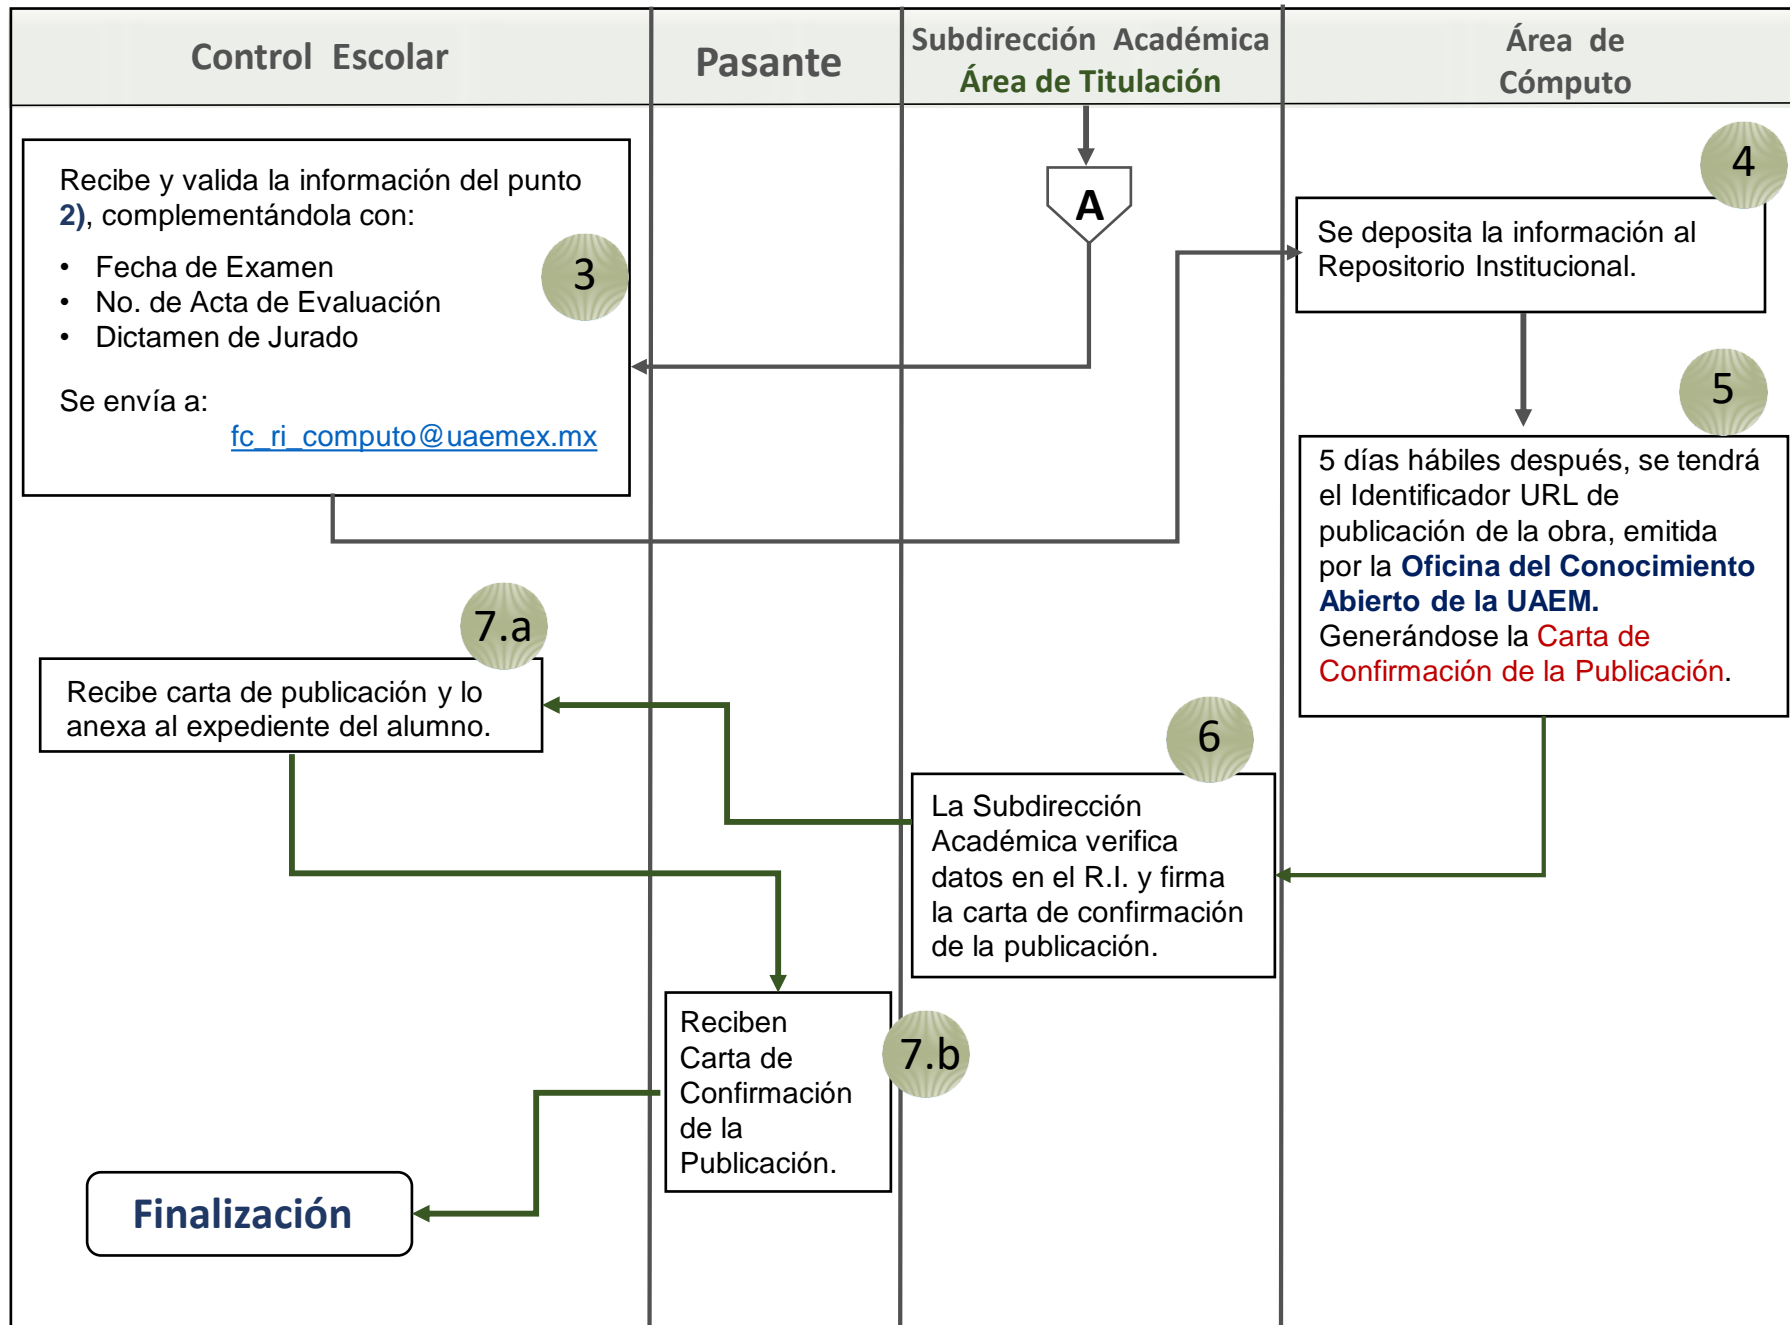 Control Escolar
Pasante
Subdirección Académica
Área de Titulación
Área de
Cómputo
A
3
Recibe y valida la información del punto
2), complementándola con:
• Fecha de Examen
• No. de Acta de Evaluación
• Dictamen de Jurado
Se envía a:
fc_ri_computo@uaemex.mx
4
Se deposita la información al
Repositorio Institucional.
5
5 días hábiles después, se tendrá
el Identificador URL de
publicación de la obra, emitida
por la Oficina del Conocimiento
Abierto de la UAEM.
Generándose la Carta de
Confirmación de la Publicación.
6
La Subdirección
Académica verifica
datos en el R.I. y firma
la carta de confirmación
de la publicación.
7.a
Recibe carta de publicación y lo
anexa al expediente del alumno.
7.b
Reciben
Carta de
Confirmación
de la
Publicación.
Finalización